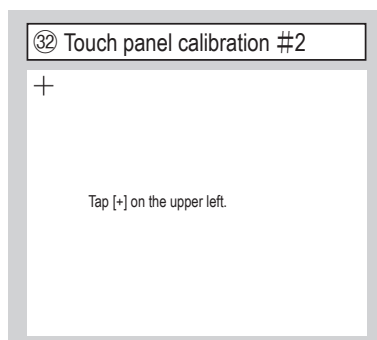 ㉜ Touch panel calibration #2
+
Tap [+] on the upper left.